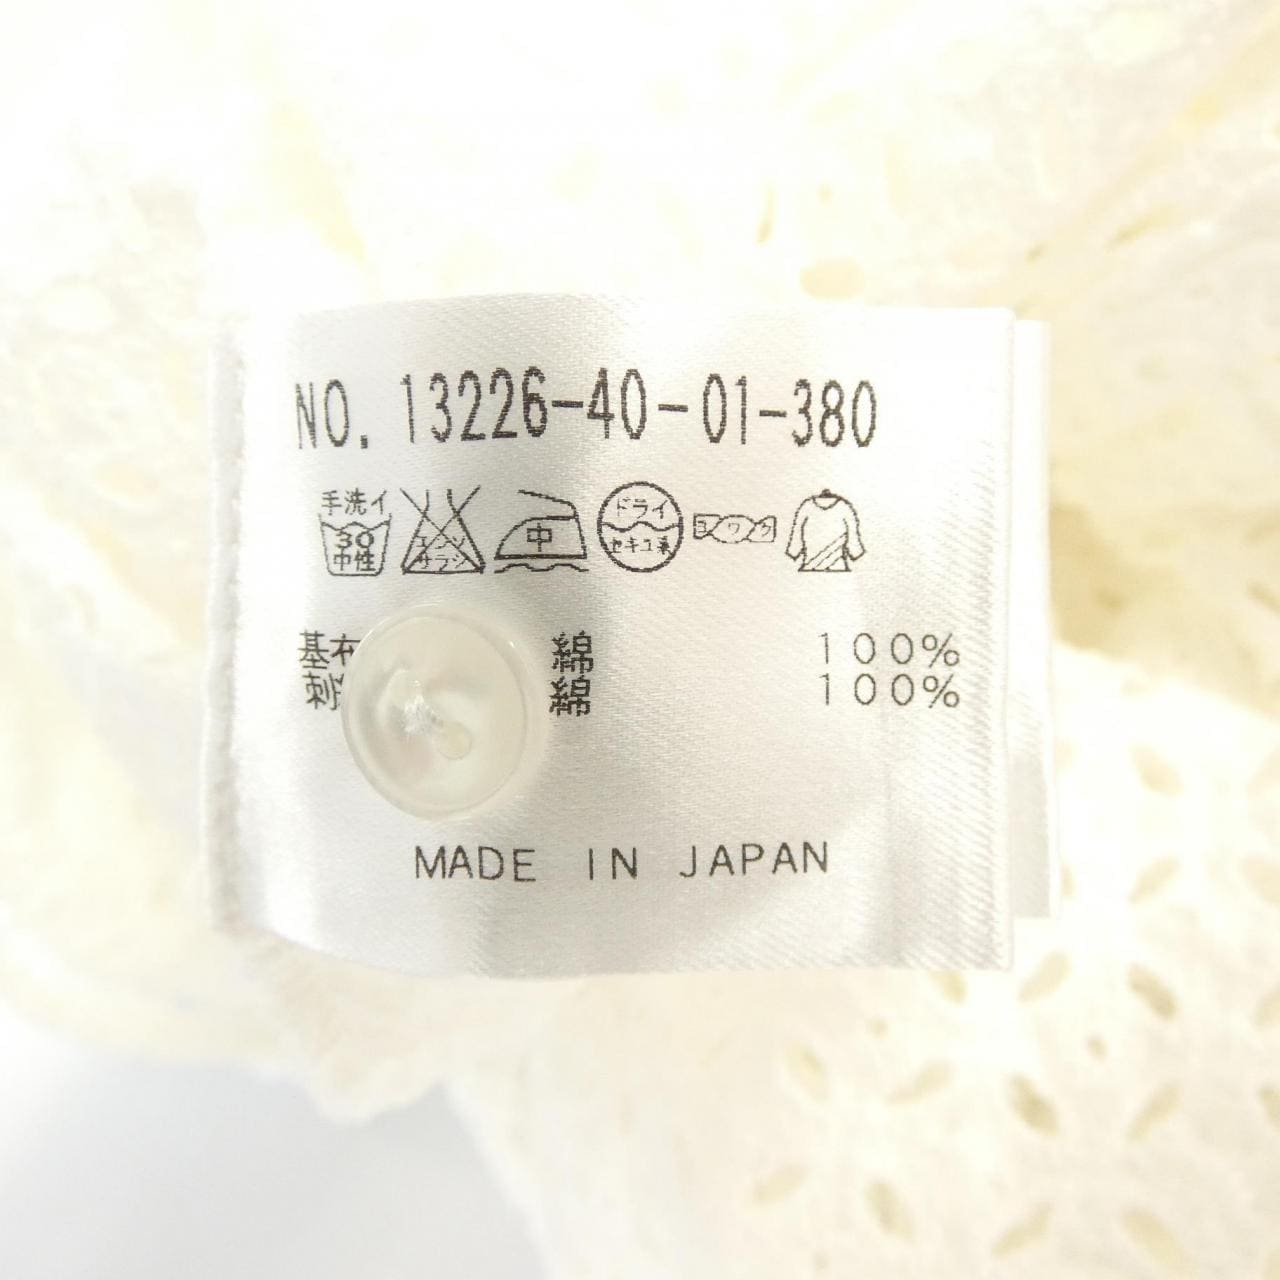 NO. 13226-40-01-380
手洗イ 30 中性 エンソ サラシ 中 ドライ セキユ系 ヨワク
基布 綿 100%
刺 綿 100%
MADE IN JAPAN